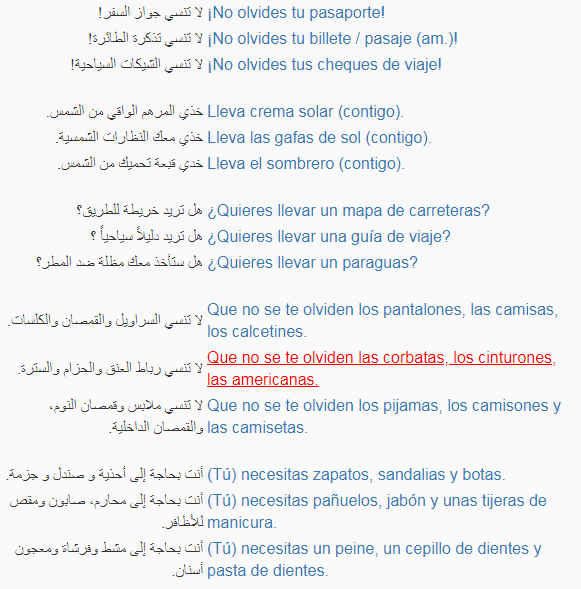 لا تنسي جواز السفر!
¡No olvides tu pasaporte!
لا تنسي تذكرة الطائرة!
¡No olvides tu billete / pasaje (am.)!
لا تنسي الشيكات السياحية!
¡No olvides tus cheques de viaje!
خذي المرهم الواقي من الشمس.
Lleva crema solar (contigo).
خذي معك النظارات الشمسية.
Lleva las gafas de sol (contigo).
خدي قبعة تحميك من الشمس.
Lleva el sombrero (contigo).
هل تريد خريطة للطريق؟
¿Quieres llevar un mapa de carreteras?
هل تريد دليلاً سياحياً ؟
¿Quieres llevar una guía de viaje?
هل ستأخذ معك مظلة ضد المطر؟
¿Quieres llevar un paraguas?
لا تنسي السراويل والقمصان والكلسات.
Que no se te olviden los pantalones, las camisas,
los calcetines.
لا تنسي رباط العنق والحزام والسترة.
Que no se te olviden las corbatas, los cinturones,
las americanas.
لا تنسي ملابس وقمصان النوم،
والقمصان الداخلية.
Que no se te olviden los pijamas, los camisones y
las camisetas.
أنت بحاجة إلى أحذية و صندل و جزمة.
(Tú) necesitas zapatos, sandalias y botas.
أنت بحاجة إلى محارم، صابون ومقص
للأظافر.
(Tú) necesitas pañuelos, jabón y unas tijeras de
manicura.
أنت بحاجة إلى مشط وفرشاة ومعجون
أسنان.
(Tú) necesitas un peine, un cepillo de dientes y
pasta de dientes.